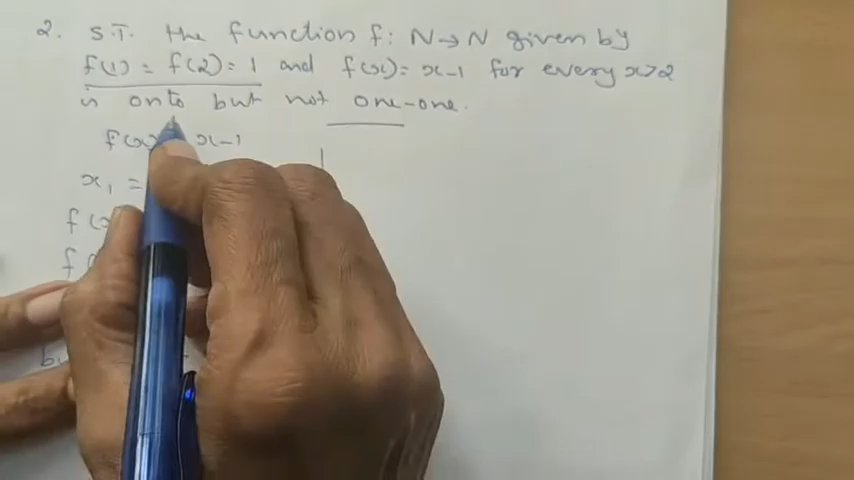 2. S.T. the function f: N→N given by
f(1) = f(2) = 1 and f(x) = x-1 for every x>2
is onto but not one-one.
f(x) x-1
x₁ =
f(
f